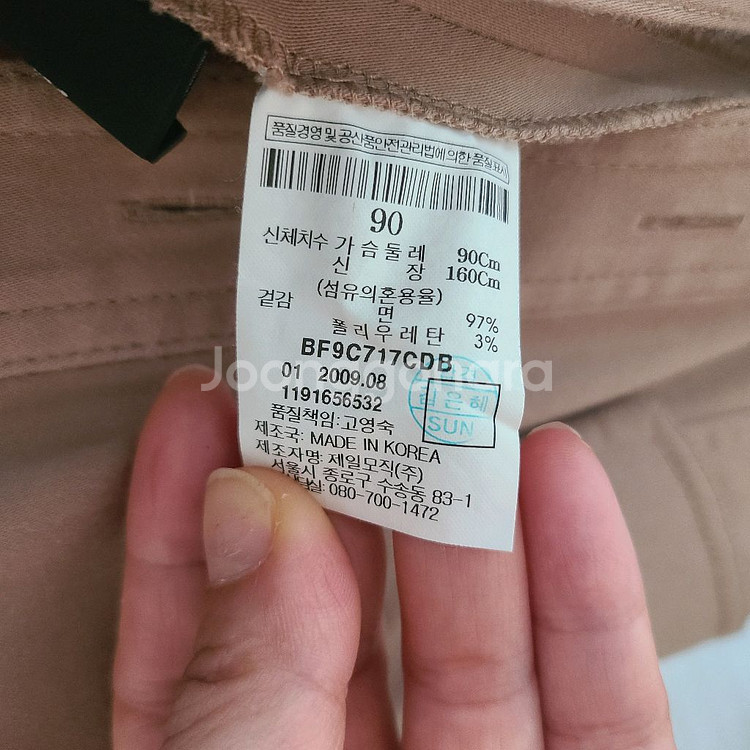 품질경영 및 공산품안전관리법에 의한 품질표시
90
신체치수 가슴둘레 90Cm
신장 160Cm
(섬유의혼용율)
겉감 면 97%
폴리우레탄 3%
BF9C717CDB
01 2009.08
1191656532
은혜
SUN
품질책임:고영숙
제조국: MADE IN KOREA
제조자명: 제일모직(주)
서울시 종로구 수송동 83-1
080-700-1472